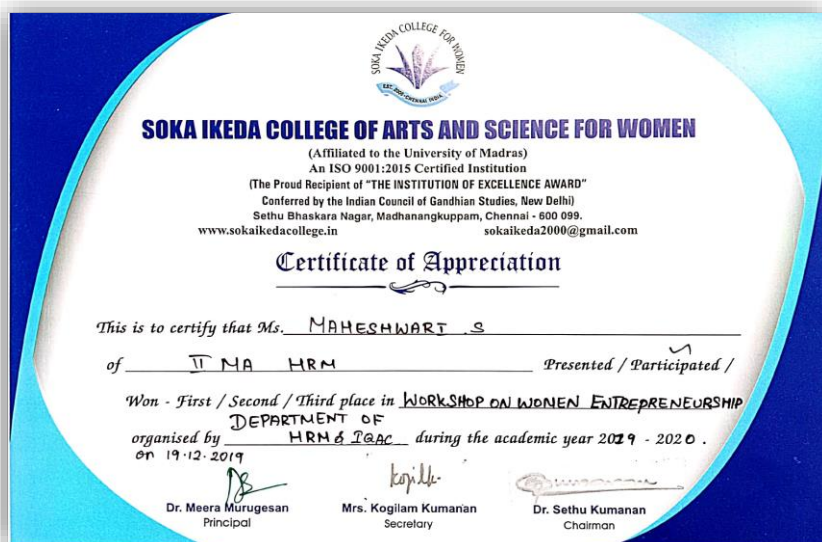 SOKA IKEDA COLLEGE FOR WOMEN
EST. 2000-CHENNAI INDIA
SOKA IKEDA COLLEGE OF ARTS AND SCIENCE FOR WOMEN
(Affiliated to the University of Madras)
An ISO 9001:2015 Certified Institution
(The Proud Recipient of "THE INSTITUTION OF EXCELLENCE AWARD"
Conferred by the Indian Council of Gandhian Studies, New Delhi)
Sethu Bhaskara Nagar, Madhanangkuppam, Chennai - 600 099.
www.sokaikedacollege.in sokaikeda2000@gmail.com
Certificate of Appreciation
This is to certify that Ms. MAHESHWARI S
of II MA HRM Presented / Participated /
Won - First / Second / Third place in WORKSHOP ON WOMEN ENTREPRENEURSHIP
organised by DEPARTMENT OF HRM & IQAC during the academic year 2019 - 2020.
on 19.12.2019
Dr. Meera Murugesan Mrs. Kogilam Kumanan Dr. Sethu Kumanan
Principal Secretary Chairman